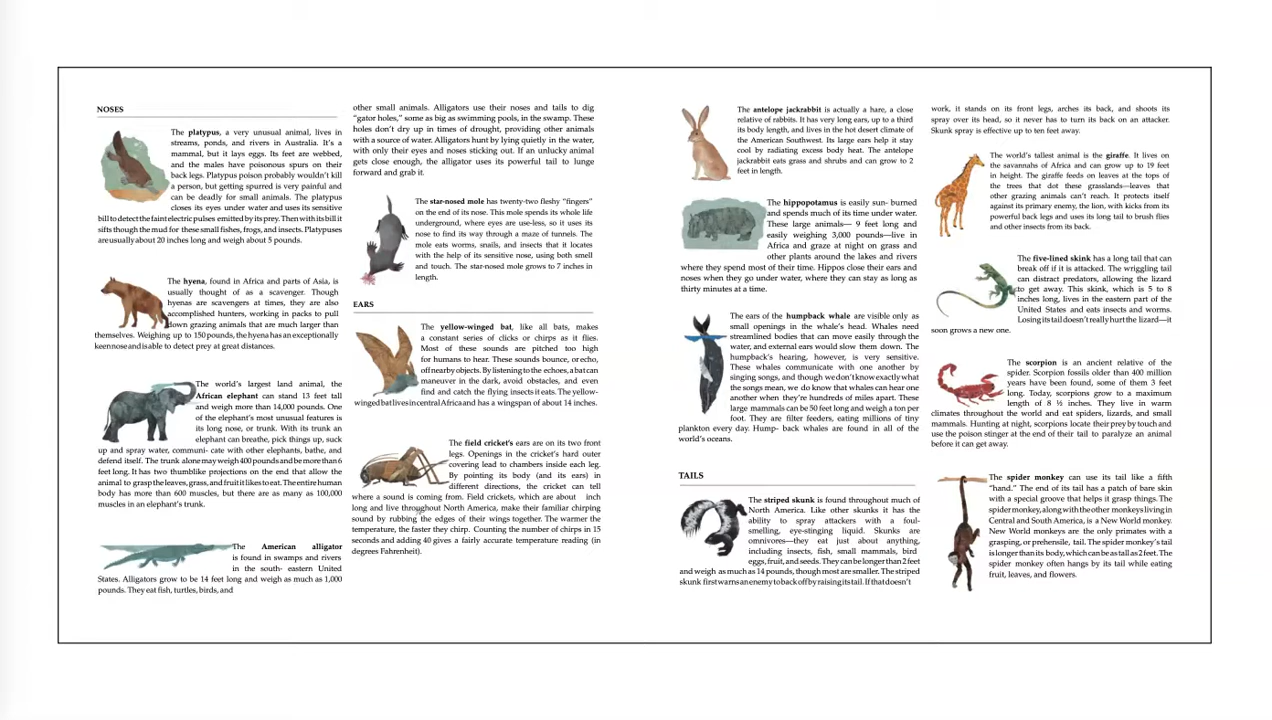 NOSES
The platypus, a very unusual animal, lives in
streams, ponds, and rivers in Australia. It's a
mammal, but it lays eggs. Its feet are webbed,
and the males have poisonous spurs on their
back legs. Platypus poison probably wouldn't kill
a person, but getting spurred is very painful and
can be deadly for small animals. The platypus
closes its eyes under water and uses its sensitive
bill to detect the faint electric pulses emitted by its prey. Then with its bill it
sifts though the mud for these small fishes, frogs, and insects. Platypuses
are usually about 20 inches long and weigh about 5 pounds.
The hyena, found in Africa and parts of Asia, is
usually thought of as a scavenger. Though
hyenas are scavengers at times, they are also
accomplished hunters, working in packs to pull
down grazing animals that are much larger than
themselves. Weighing up to 150 pounds, the hyena has an exceptionally
keen nose and is able to detect prey at great distances.
The world's largest land animal, the
African elephant can stand 13 feet tall
and weigh more than 14,000 pounds. One
of the elephant's most unusual features is
its long nose, or trunk. With its trunk an
elephant can breathe, pick things up, suck
up and spray water, communi- cate with other elephants, bathe, and
defend itself. The trunk alone may weigh 400 pounds and be more than 6
feet long. It has two thumblike projections on the end that allow the
animal to grasp the leaves, grass, and fruit it likes to eat. The entire human
body has more than 600 muscles, but there are as many as 100,000
muscles in an elephant's trunk.
The American alligator
is found in swamps and rivers
in the south- eastern United
States. Alligators grow to be 14 feet long and weigh as much as 1,000
pounds. They eat fish, turtles, birds, and
other small animals. Alligators use their noses and tails to dig
"gator holes," some as big as swimming pools, in the swamp. These
holes don't dry up in times of drought, providing other animals
with a source of water. Alligators hunt by lying quietly in the water,
with only their eyes and noses sticking out. If an unlucky animal
gets close enough, the alligator uses its powerful tail to lunge
forward and grab it.
The star-nosed mole has twenty-two fleshy "fingers"
on the end of its nose. This mole spends its whole life
underground, where eyes are use-less, so it uses its
nose to find its way through a maze of tunnels. The
mole eats worms, snails, and insects that it locates
with the help of its sensitive nose, using both smell
and touch. The star-nosed mole grows to 7 inches in
length.
EARS
The yellow-winged bat, like all bats, makes
a constant series of clicks or chirps as it flies.
Most of these sounds are pitched too high
for humans to hear. These sounds bounce, or echo,
off nearby objects. By listening to the echoes, a bat can
maneuver in the dark, avoid obstacles, and even
find and catch the flying insects it eats. The yellow-
winged bat lives in central Africa and has a wingspan of about 14 inches.
The field cricket's ears are on its two front
legs. Openings in the cricket's hard outer
covering lead to chambers inside each leg.
By pointing its body (and its ears) in
different directions, the cricket can tell
where a sound is coming from. Field crickets, which are about inch
long and live throughout North America, make their familiar chirping
sound by rubbing the edges of their wings together. The warmer the
temperature, the faster they chirp. Counting the number of chirps in 15
seconds and adding 40 gives a fairly accurate temperature reading (in
degrees Fahrenheit).
The antelope jackrabbit is actually a hare, a close
relative of rabbits. It has very long ears, up to a third
its body length, and lives in the hot desert climate of
the American Southwest. Its large ears help it stay
cool by radiating excess body heat. The antelope
jackrabbit eats grass and shrubs and can grow to 2
feet in length.
The hippopotamus is easily sun- burned
and spends much of its time under water.
These large animals— 9 feet long and
easily weighing 3,000 pounds—live in
Africa and graze at night on grass and
other plants around the lakes and rivers
where they spend most of their time. Hippos close their ears and
noses when they go under water, where they can stay as long as
thirty minutes at a time.
The ears of the humpback whale are visible only as
small openings in the whale's head. Whales need
streamlined bodies that can move easily through the
water, and external ears would slow them down. The
humpback's hearing, however, is very sensitive.
These whales communicate with one another by
singing songs, and though we don't know exactly what
the songs mean, we do know that whales can hear one
another when they're hundreds of miles apart. These
large mammals can be 50 feet long and weigh a ton per
foot. They are filter feeders, eating millions of tiny
plankton every day. Hump- back whales are found in all of the
world's oceans.
TAILS
The striped skunk is found throughout much of
North America. Like other skunks it has the
ability to spray attackers with a foul-
smelling, eye-stinging liquid. Skunks are
omnivores—they eat just about anything,
including insects, fish, small mammals, bird
eggs, fruit, and seeds. They can be longer than 2 feet
and weigh as much as 14 pounds, though most are smaller. The striped
skunk first warns an enemy to back off by raising its tail. If that doesn't
work, it stands on its front legs, arches its back, and shoots its
spray over its head, so it never has to turn its back on an attacker.
Skunk spray is effective up to ten feet away.
The world's tallest animal is the giraffe. It lives on
the savannahs of Africa and can grow up to 19 feet
in height. The giraffe feeds on leaves at the tops of
the trees that dot these grasslands—leaves that
other grazing animals can't reach. It protects itself
against its primary enemy, the lion, with kicks from its
powerful back legs and uses its long tail to brush flies
and other insects from its back.
The five-lined skink has a long tail that can
break off if it is attacked. The wriggling tail
can distract predators, allowing the lizard
to get away. This skink, which is 5 to 8
inches long, lives in the eastern part of the
United States and eats insects and worms.
Losing its tail doesn't really hurt the lizard—it
soon grows a new one.
The scorpion is an ancient relative of the
spider. Scorpion fossils older than 400 million
years have been found, some of them 3 feet
long. Today, scorpions grow to a maximum
length of 8 ½ inches. They live in warm
climates throughout the world and eat spiders, lizards, and small
mammals. Hunting at night, scorpions locate their prey by touch and
use the poison stinger at the end of their tail to paralyze an animal
before it can get away.
The spider monkey can use its tail like a fifth
"hand." The end of its tail has a patch of bare skin
with a special groove that helps it grasp things. The
spider monkey, along with the other monkeys living in
Central and South America, is a New World monkey.
New World monkeys are the only primates with a
grasping, or prehensile, tail. The spider monkey's tail
is longer than its body, which can be as tall as 2 feet. The
spider monkey often hangs by its tail while eating
fruit, leaves, and flowers.